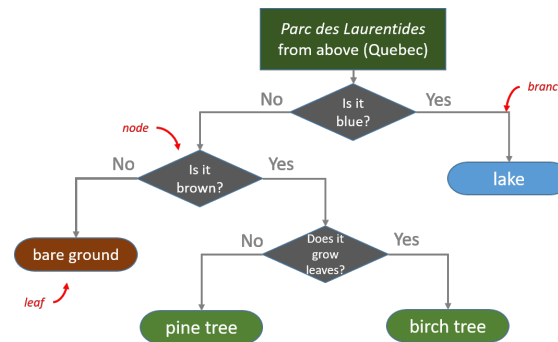 Parc des Laurentides
from above (Quebec)
branc
No
Is it
blue?
Yes
node
No
Is it
brown?
Yes
lake
bare ground
No
Does it
grow
leaves?
Yes
leaf
pine tree
birch tree